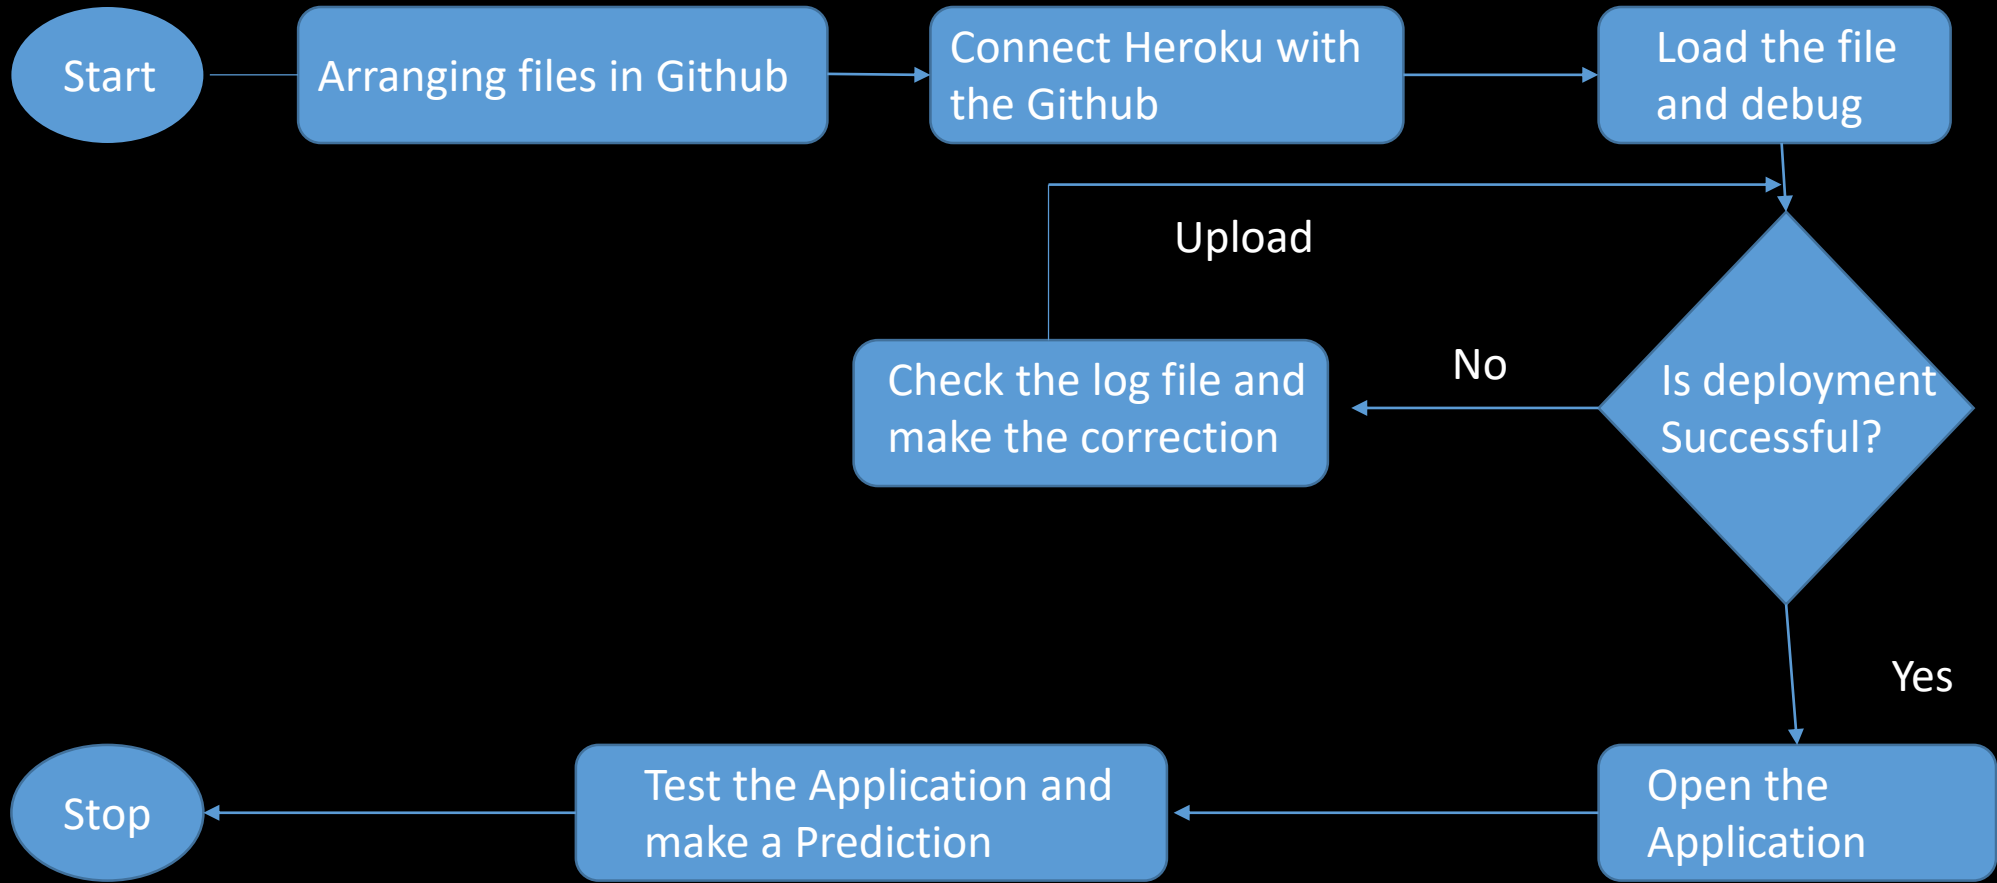 Start
Arranging files in Github
Connect Heroku with
the Github
Load the file
and debug
Upload
Check the log file and
make the correction
No
Is deployment
Successful?
Yes
Stop
Test the Application and
make a Prediction
Open the
Application